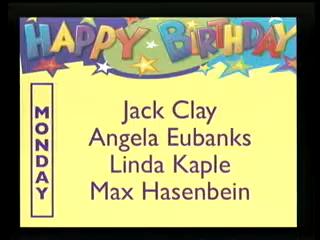 HAPPY BIRTHDAY
MONDAY
Jack Clay
Angela Eubanks
Linda Kaple
Max Hasenbein